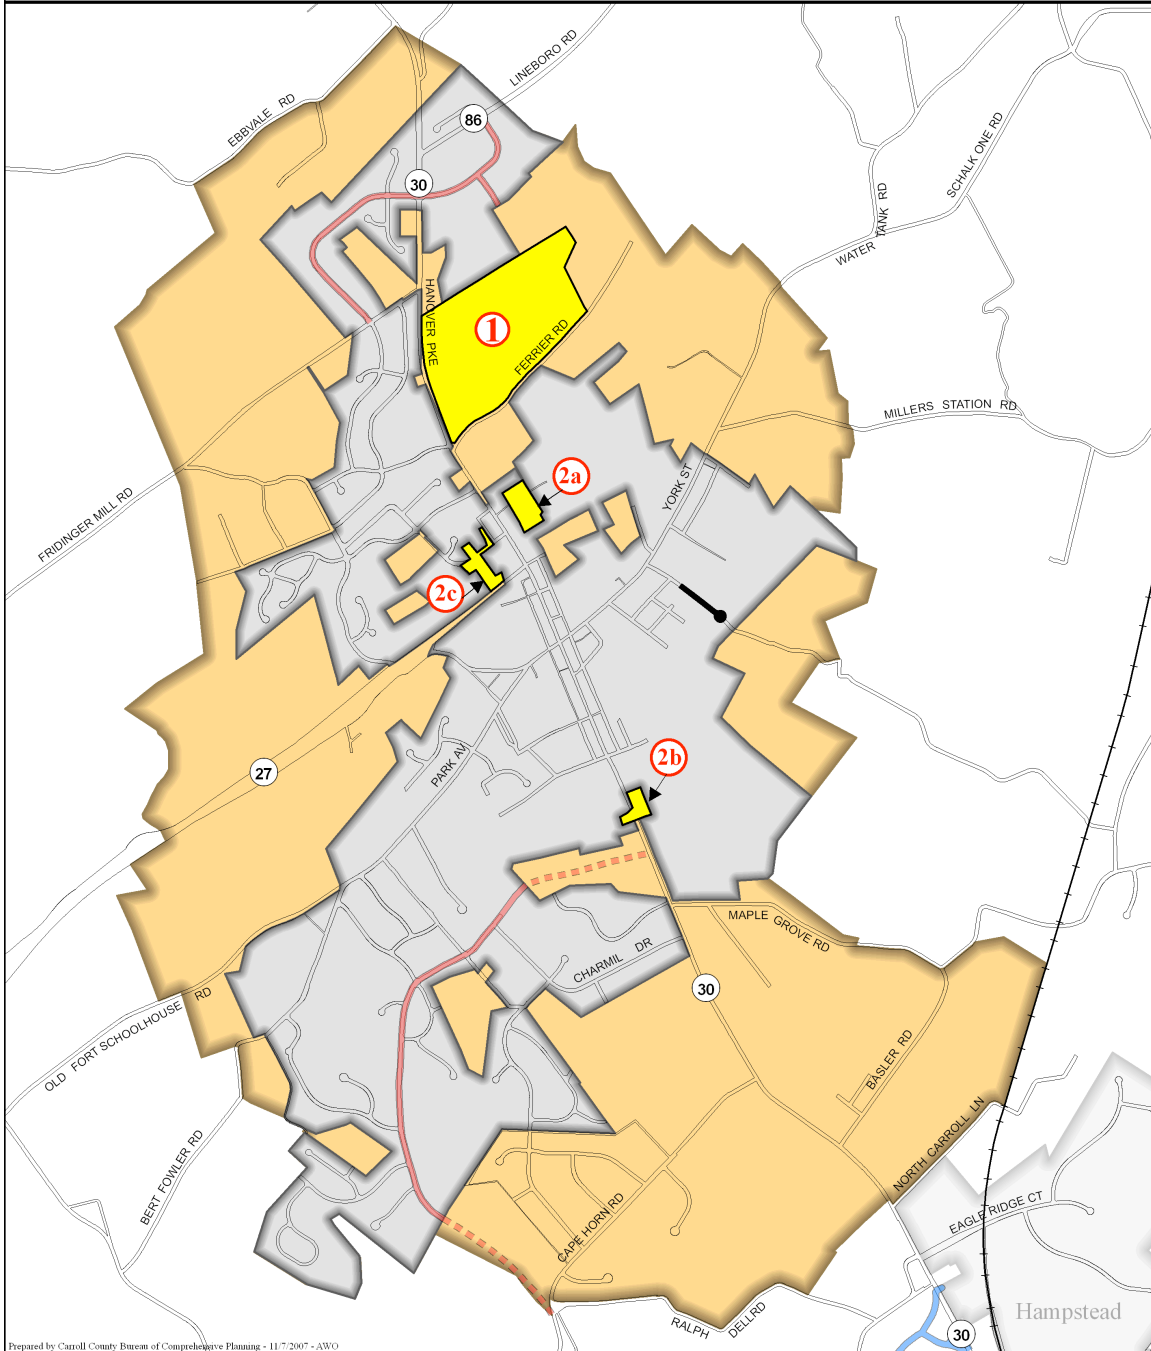 LINEBORO RD
EBBVALE RD
86
30
SCHALK ONE RD
WATER TANK RD
HANOVER PKE
1
FERRIER RD
MILLERS STATION RD
2a
YORK ST
FRIDINGER MILL RD
2c
2b
PARK AV
27
MAPLE GROVE RD
CHARMIL DR
30
OLD FORT SCHOOLHOUSE RD
BASLER RD
NORTH CARROLL LN
BERT FOWLER RD
EAGLE RIDGE CT
CAPE HORN RD
Hampstead
RALPH DELLRD
30
Prepared by Carroll County Bureau of Comprehensive Planning - 11/7/2007 - AWO